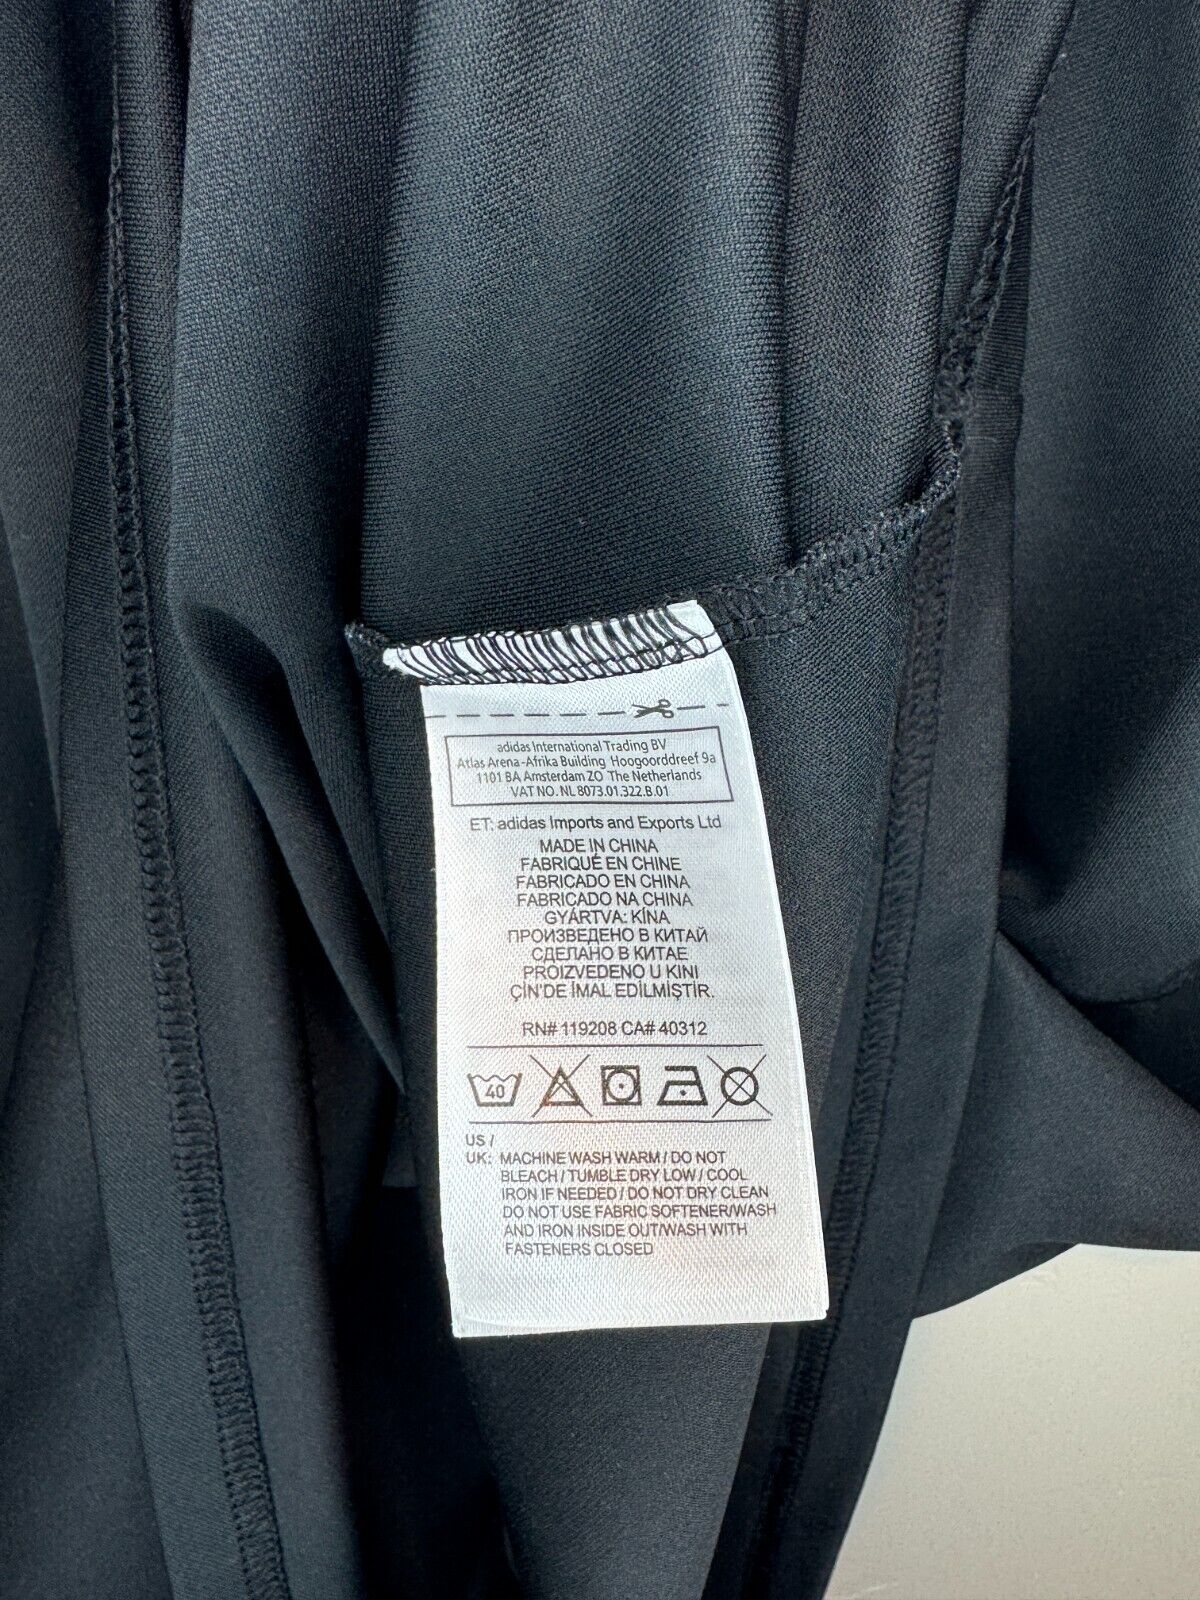 adidas International Trading BV
Atlas Arena-Afrika Building Hoogoorddreef 9a
1101 BA Amsterdam ZO The Netherlands
VAT NO. NL 8073.01.322.B.01
ET: adidas Imports and Exports Ltd
MADE IN CHINA
FABRIQUÉ EN CHINE
FABRICADO EN CHINA
FABRICADO NA CHINA
GYÁRTVA: KÍNA
ПРОИЗВЕДЕНО В КИТАЙ
СДЕЛАНО В КИТАЕ
PROIZVEDENO U KINI
ÇİN'DE İMAL EDİLMİŞTİR.
RN# 119208 CA# 40312
40
US /
UK: MACHINE WASH WARM / DO NOT
BLEACH / TUMBLE DRY LOW / COOL
IRON IF NEEDED / DO NOT DRY CLEAN
DO NOT USE FABRIC SOFTENER/WASH
AND IRON INSIDE OUT/WASH WITH
FASTENERS CLOSED